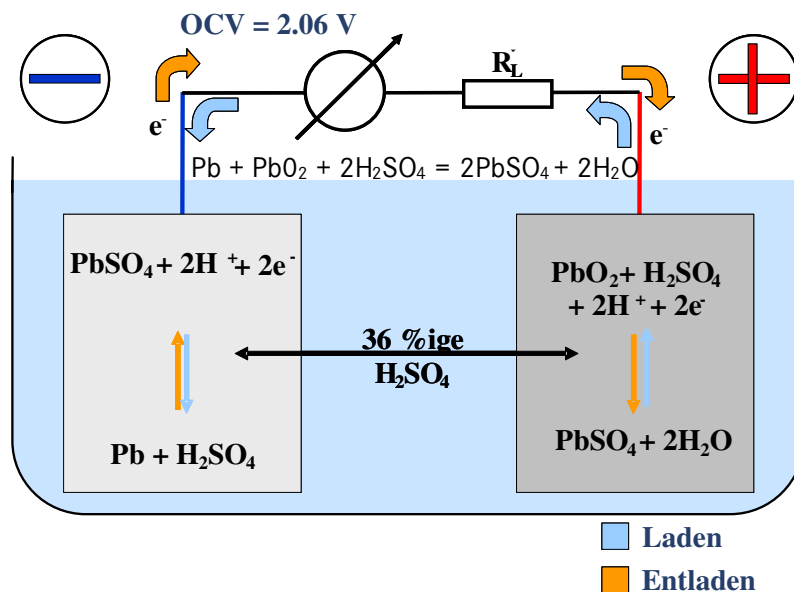 OCV = 2.06 V
R_L
e⁻
e⁻
Pb + PbO₂ + 2H₂SO₄ = 2PbSO₄ + 2H₂O
PbSO₄ + 2H⁺ + 2e⁻
PbO₂ + H₂SO₄
+ 2H⁺ + 2e⁻
36 %ige
H₂SO₄
Pb + H₂SO₄
PbSO₄ + 2H₂O
Laden
Entladen